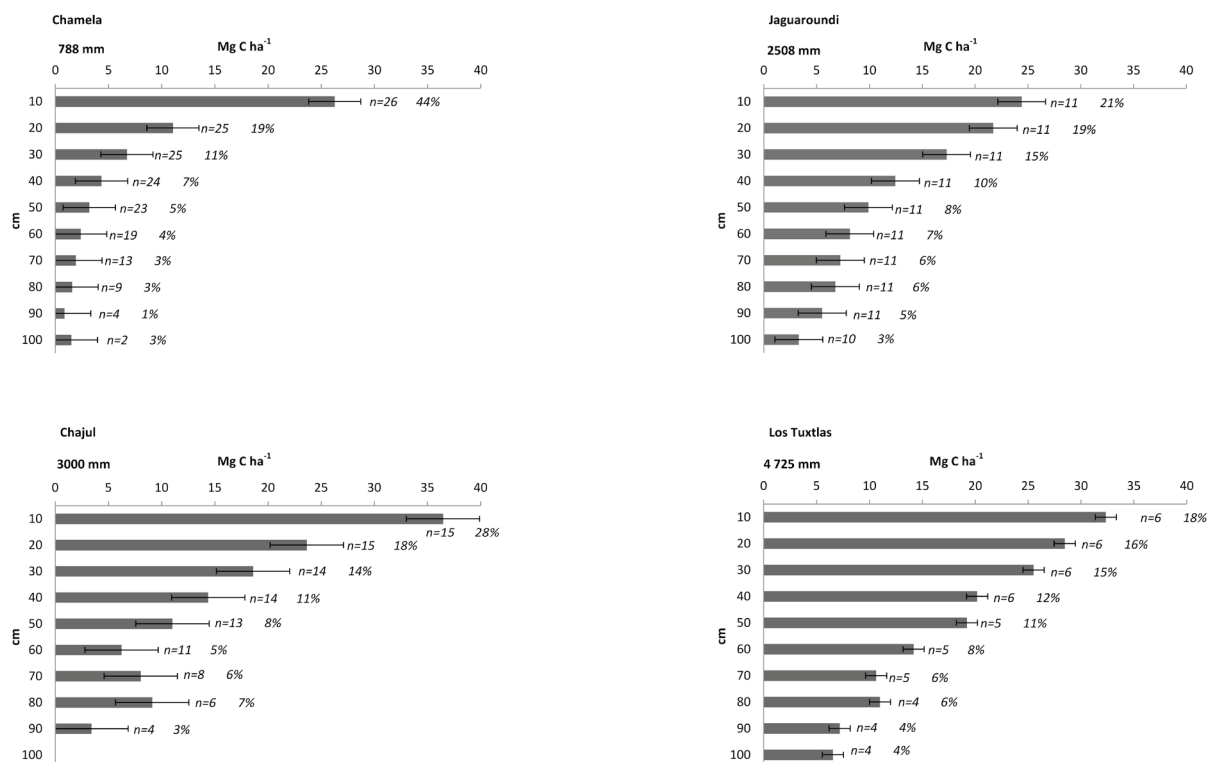 Chamela
788 mm
Mg C ha-1
0 5 10 15 20 25 30 35 40
cm
10 n=26 44%
20 n=25 19%
30 n=25 11%
40 n=24 7%
50 n=23 5%
60 n=19 4%
70 n=13 3%
80 n=9 3%
90 n=4 1%
100 n=2 3%
Jaguaroundi
2508 mm
Mg C ha-1
0 5 10 15 20 25 30 35 40
cm
10 n=11 21%
20 n=11 19%
30 n=11 15%
40 n=11 10%
50 n=11 8%
60 n=11 7%
70 n=11 6%
80 n=11 6%
90 n=11 5%
100 n=10 3%
Chajul
3000 mm
Mg C ha-1
0 5 10 15 20 25 30 35 40
cm
10 n=15 28%
20 n=15 18%
30 n=14 14%
40 n=14 11%
50 n=13 8%
60 n=11 5%
70 n=8 6%
80 n=6 7%
90 n=4 3%
100
Los Tuxtlas
4 725 mm
Mg C ha-1
0 5 10 15 20 25 30 35 40
cm
10 n=6 18%
20 n=6 16%
30 n=6 15%
40 n=6 12%
50 n=5 11%
60 n=5 8%
70 n=5 6%
80 n=4 6%
90 n=4 4%
100 n=4 4%